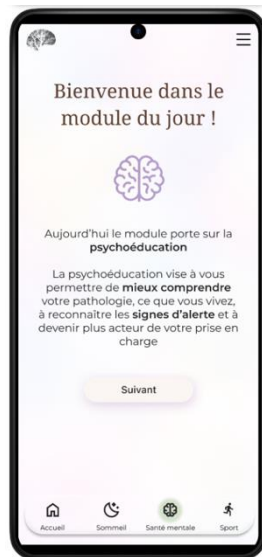 Bienvenue dans le
module du jour !
Aujourd'hui le module porte sur la
psychoéducation
La psychoéducation vise à vous
permettre de mieux comprendre
votre pathologie, ce que vous vivez,
à reconnaître les signes d'alerte et à
devenir plus acteur de votre prise en
charge
Suivant
Accueil Sommeil Santé mentale Sport